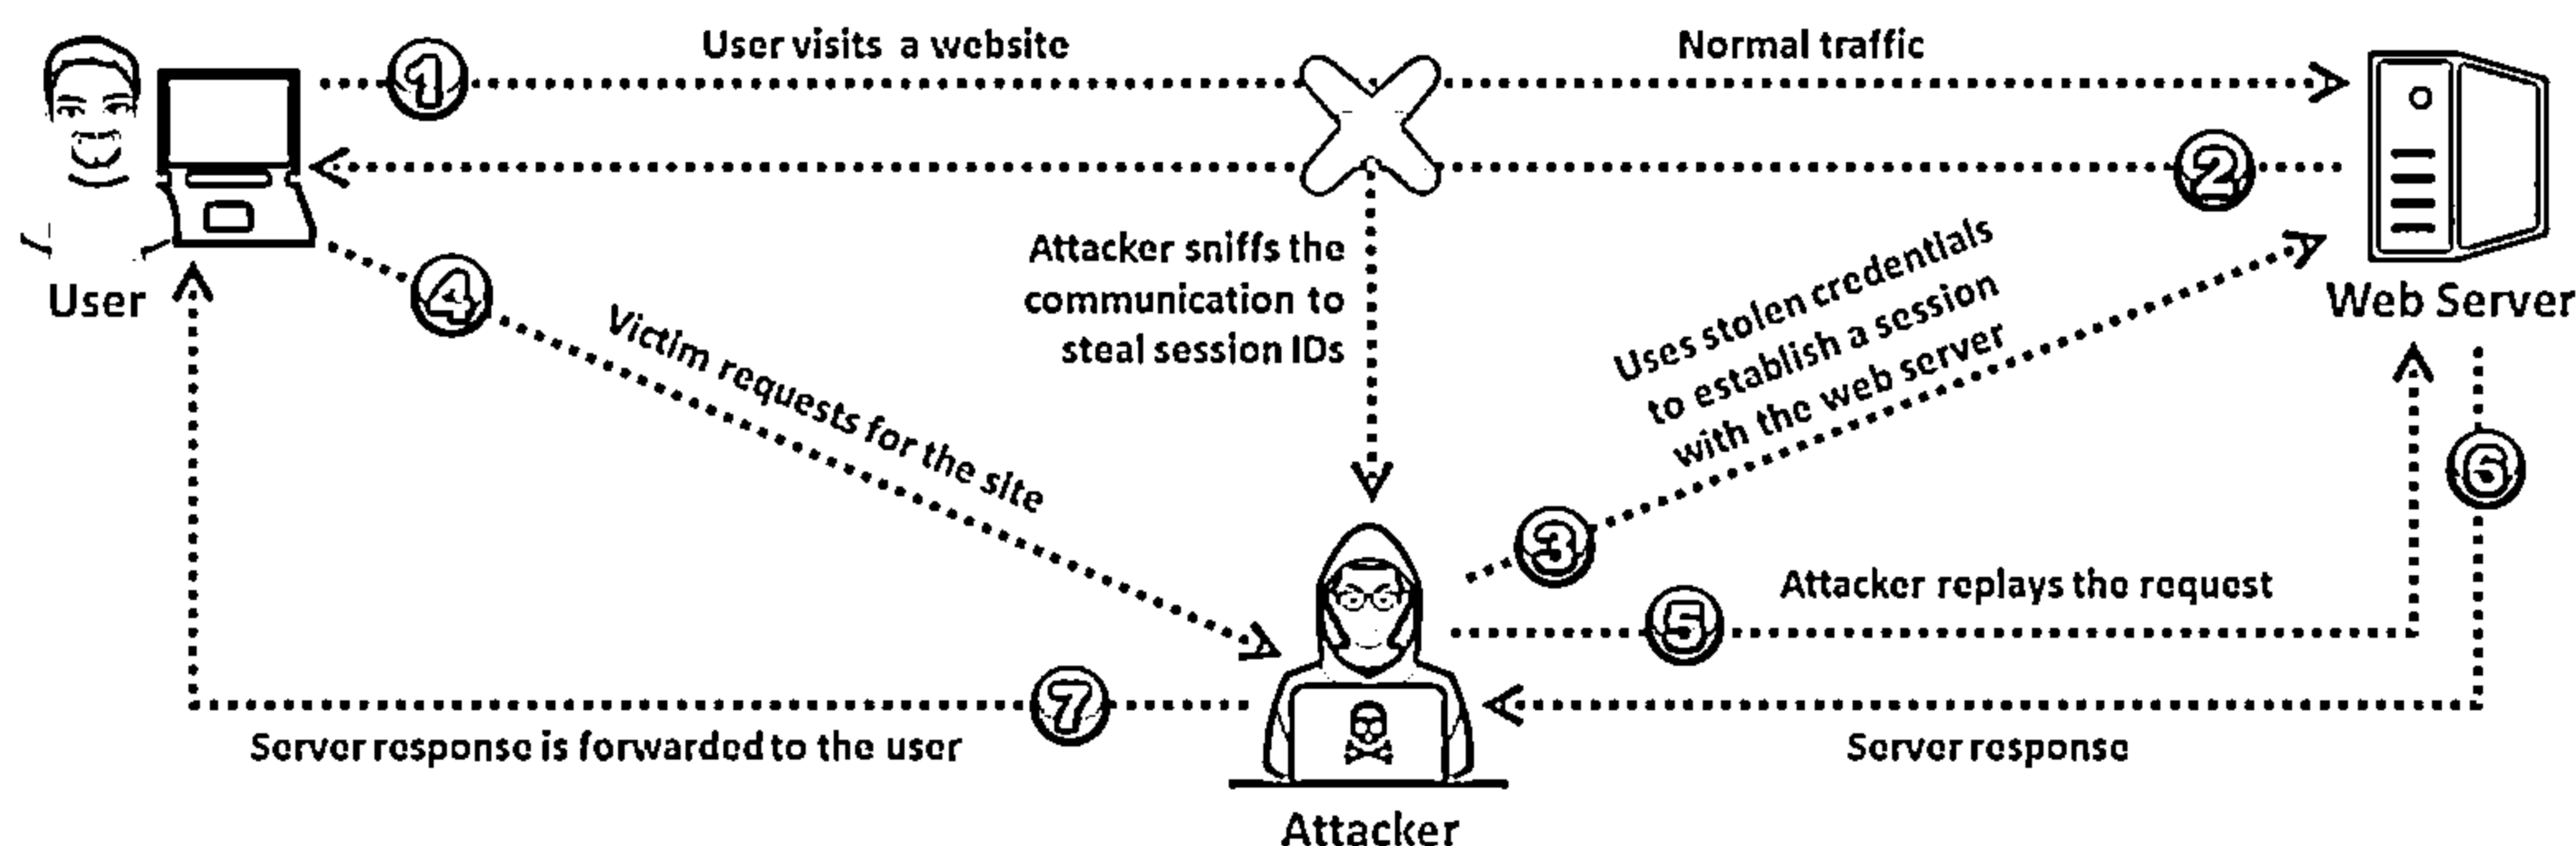 User visits a website
Normal traffic
1
2
User
Web Server
Attacker sniffs the
communication to
steal session IDs
4
Victim requests for the site
Uses stolen credentials
to establish a session
with the web server
3
6
Attacker replays the request
5
7
Server response is forwarded to the user
Server response
Attacker